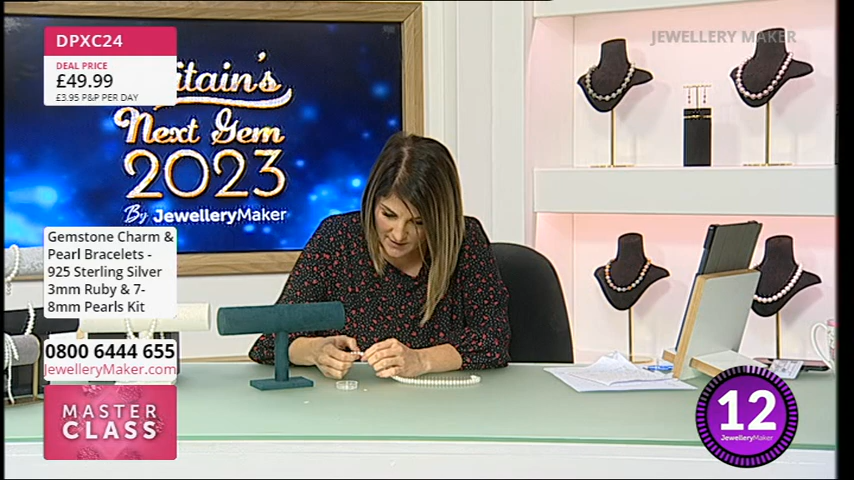 DPXC24
DEAL PRICE
£49.99
£3.95 P&P PER DAY
JEWELLERY MAKER
Next Gem
2023
By JewelleryMaker
Gemstone Charm &
Pearl Bracelets -
925 Sterling Silver
3mm Ruby & 7-
8mm Pearls Kit
0800 6444 655
JewelleryMaker.com
MASTER
CLASS
12
JewelleryMaker